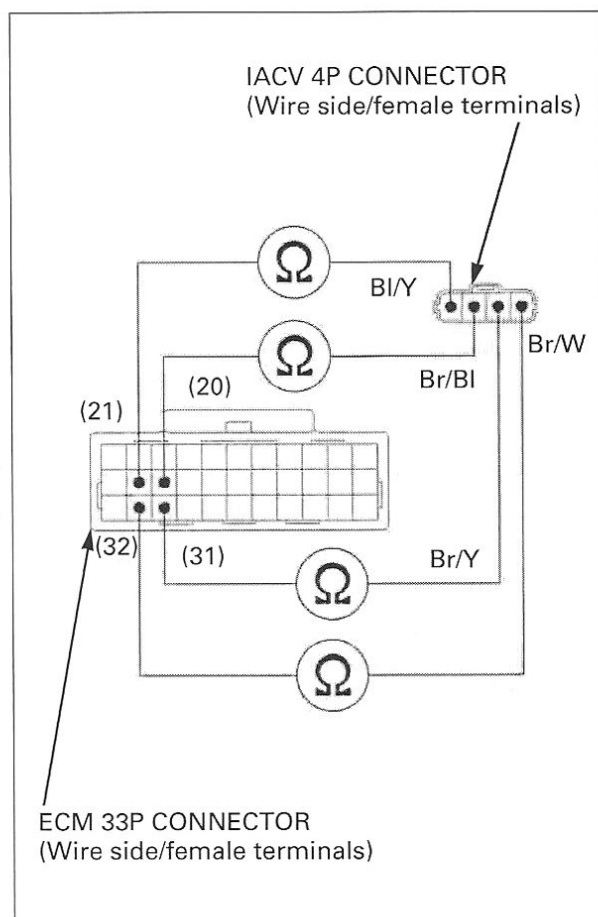 IACV 4P CONNECTOR
(Wire side/female terminals)
Ω
Bl/Y
Ω
Br/W
Br/Bl
(20)
(21)
(32)
(31)
Br/Y
Ω
Ω
ECM 33P CONNECTOR
(Wire side/female terminals)